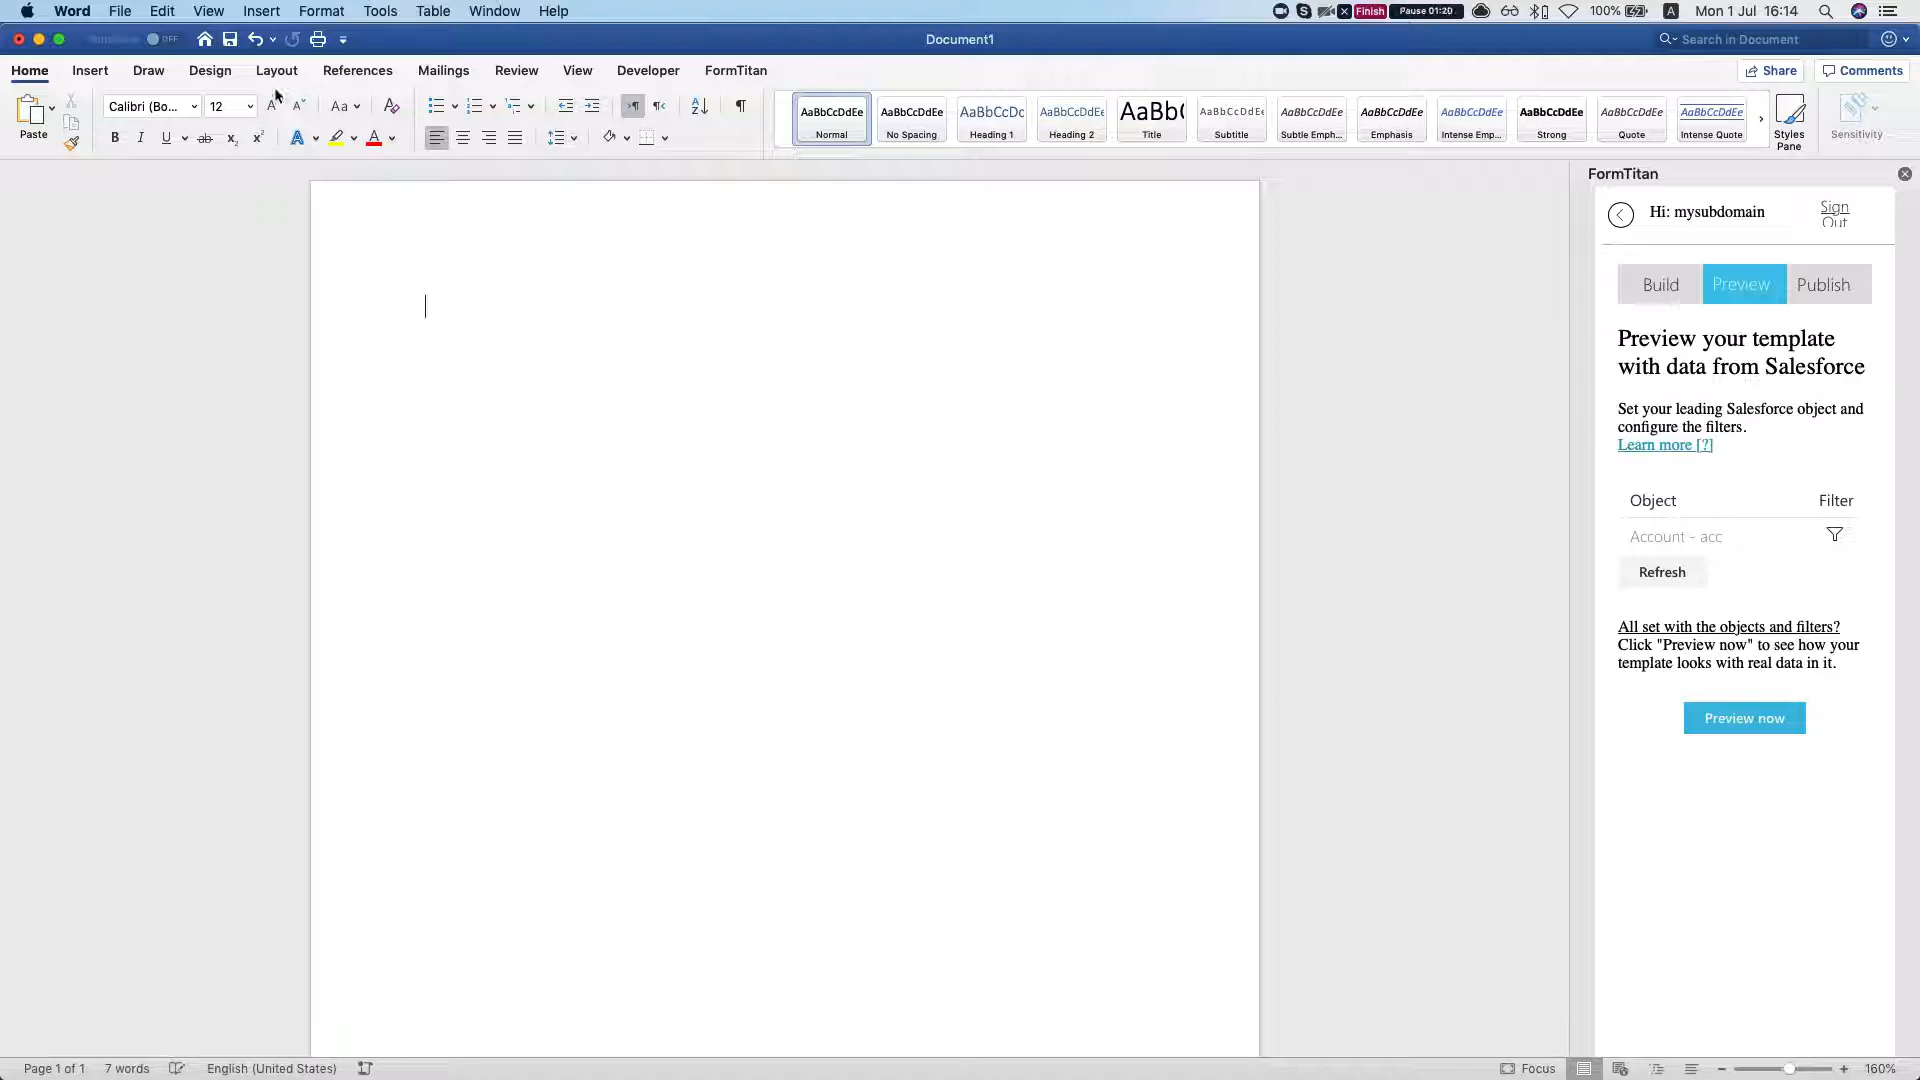 Word File Edit View Insert Format Tools Table Window Help
Finish Pause 01:20 100% A Mon 1 Jul 16:14
OFF Document1 Search in Document
Home Insert Draw Design Layout References Mailings Review View Developer FormTitan Share Comments
Paste Calibri (Bo... 12 A A Aa
B I U ab x₂ x² A A
AaBbCcDdEe AaBbCcDdEe AaBbCcDc AaBbCcDdEe AaBb( AaBbCcDdEe AaBbCcDdEe AaBbCcDdEe AaBbCcDdEe AaBbCcDdEe AaBbCcDdEe AaBbCcDdEe
Normal No Spacing Heading 1 Heading 2 Title Subtitle Subtle Emph... Emphasis Intense Emp... Strong Quote Intense Quote
Styles
Pane
Sensitivity
FormTitan
Hi: mysubdomain
Sign
Out
Build Preview Publish
Preview your template
with data from Salesforce
Set your leading Salesforce object and
configure the filters.
Learn more [?]
Object Filter
Account - acc
Refresh
All set with the objects and filters?
Click "Preview now" to see how your
template looks with real data in it.
Preview now
Page 1 of 1 7 words English (United States) Focus 160%